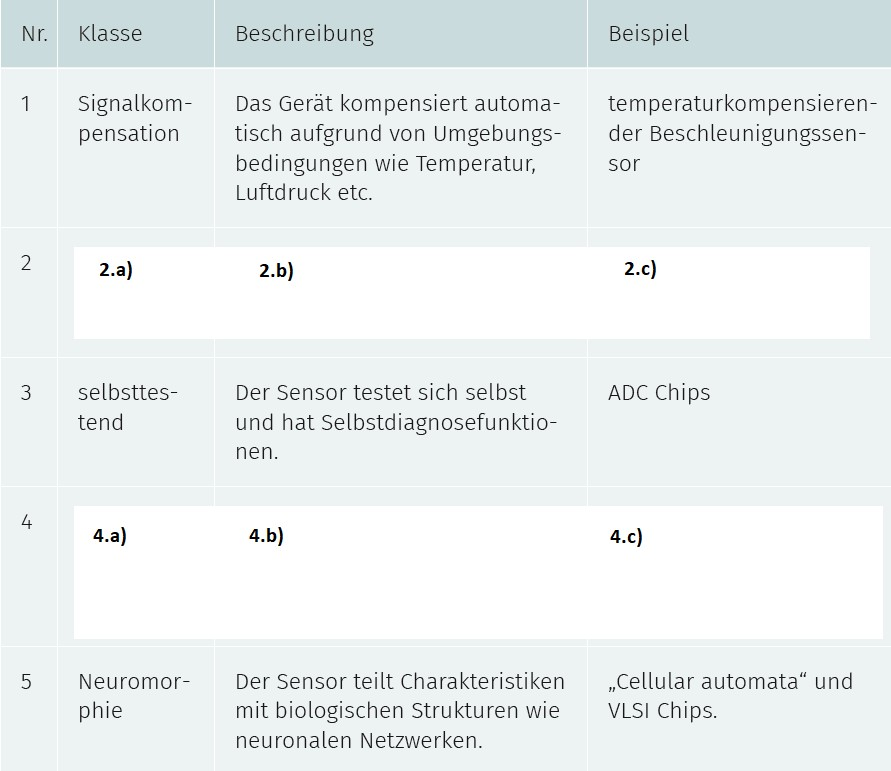 Nr. Klasse Beschreibung Beispiel
1 Signalkom- Das Gerät kompensiert automa- temperaturkompensieren-
pensation tisch aufgrund von Umgebungs- der Beschleunigungssen-
bedingungen wie Temperatur, sor
Luftdruck etc.
2 2.a) 2.b) 2.c)
3 selbsttes- Der Sensor testet sich selbst ADC Chips
tend und hat Selbstdiagnosefunktio-
nen.
4 4.a) 4.b) 4.c)
5 Neuromor- Der Sensor teilt Charakteristiken „Cellular automata“ und
phie mit biologischen Strukturen wie VLSI Chips.
neuronalen Netzwerken.